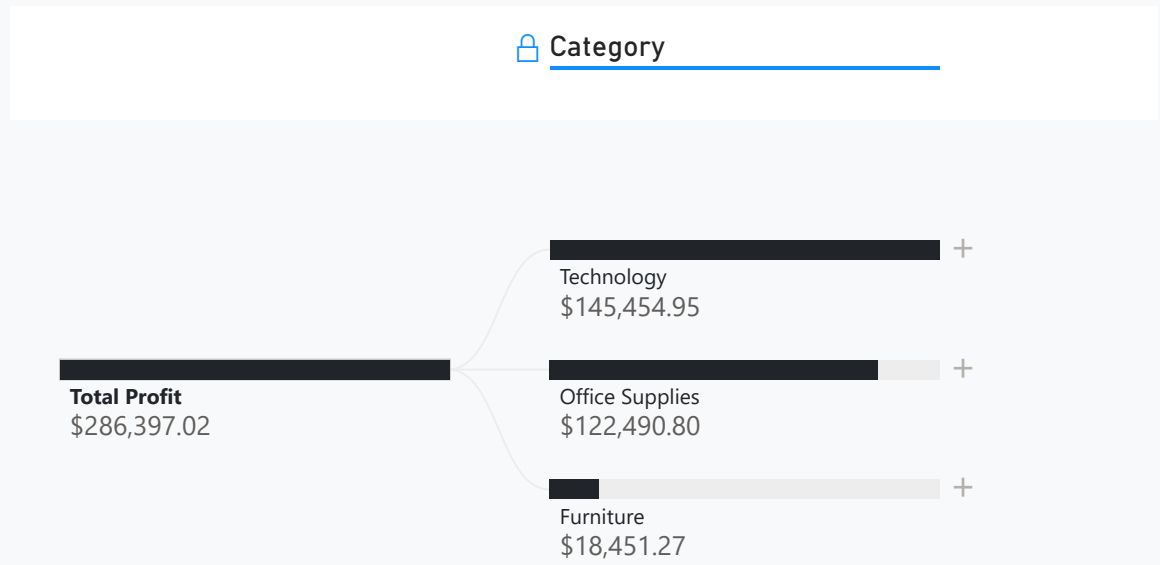 Category
Technology
$145,454.95
Total Profit
$286,397.02
Office Supplies
$122,490.80
Furniture
$18,451.27